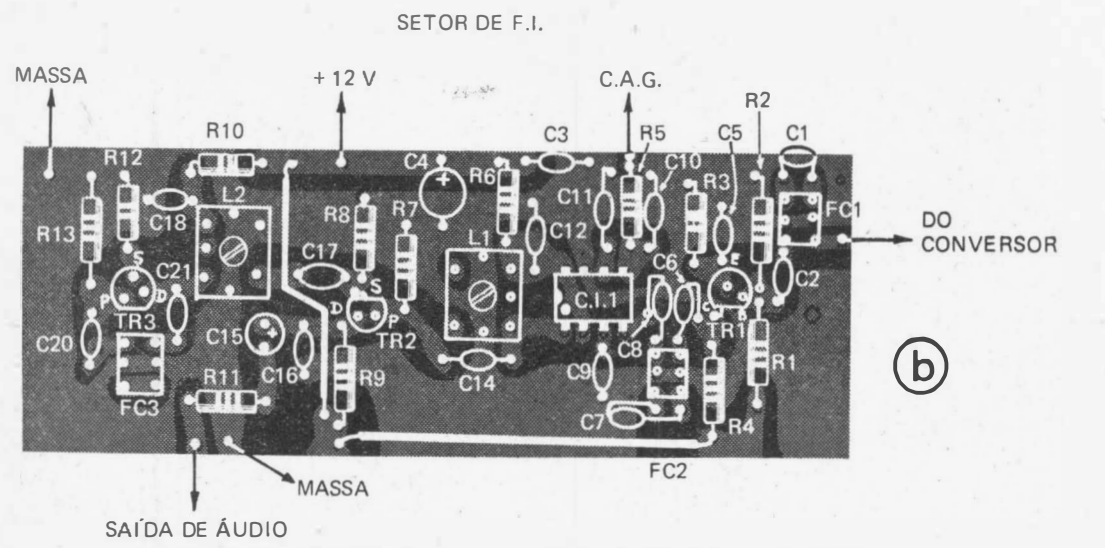 SETOR DE F.I.
MASSA
+ 12 V
C.A.G.
R2
R10
C3
R5
C5
C1
R12
C4
R6
C10
C11
R3
L2
C18
R8
R7
FC1
R13
C12
L1
DO
CONVERSOR
S
C17
C21
C6
E
C2
S
P
D
C.I.1
D
P
C
TR3
TR1
C15
TR2
C20
C8
R1
C16
C14
R9
C9
b
R11
FC3
C7
R4
FC2
MASSA
SAÍDA DE ÁUDIO